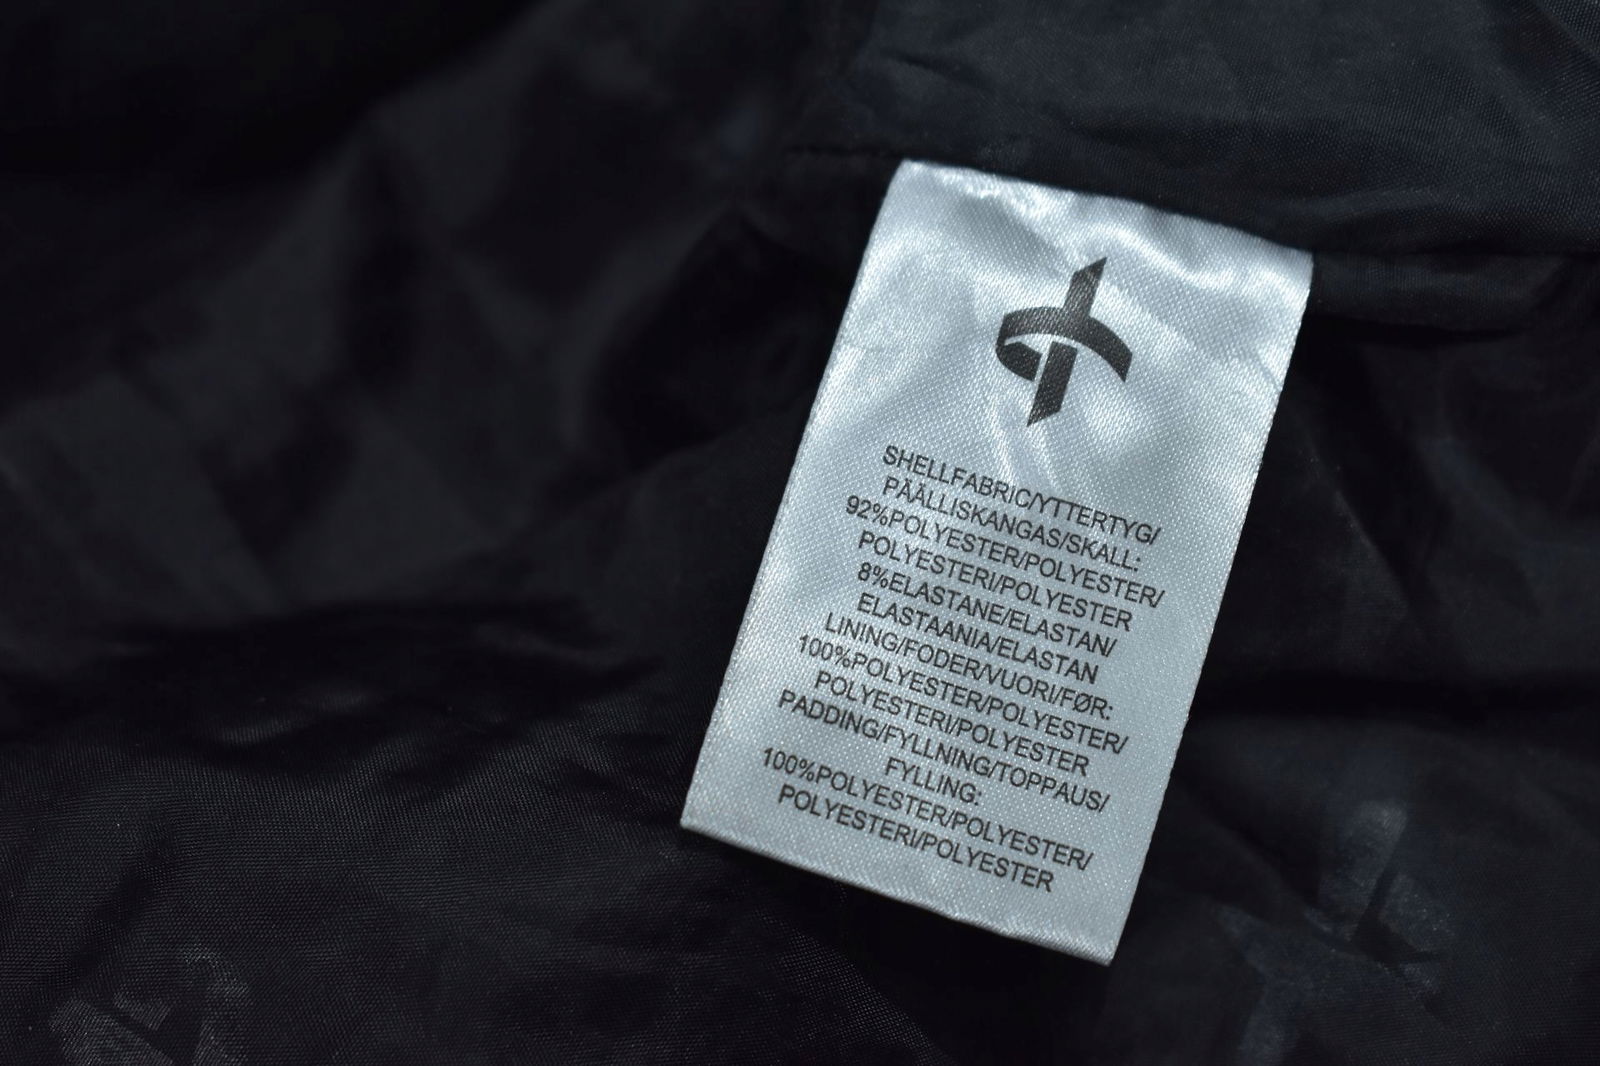 SHELLFABRIC/YTTERTYG/
PÄÄLLISKANGAS/SKALL:
92%POLYESTER/POLYESTER/
POLYESTERI/POLYESTER
8%ELASTANE/ELASTAN/
ELASTAANIA/ELASTAN
LINING/FODER/VUORI/FØR:
100%POLYESTER/POLYESTER/
POLYESTERI/POLYESTER
PADDING/FYLLNING/TOPPAUS/
FYLLING:
100%POLYESTER/POLYESTER/
POLYESTERI/POLYESTER